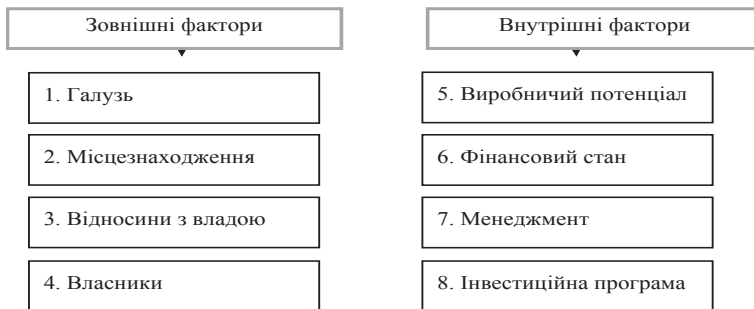 Зовнішні фактори
1. Галузь
2. Місцезнаходження
3. Відносини з владою
4. Власники
Внутрішні фактори
5. Виробничий потенціал
6. Фінансовий стан
7. Менеджмент
8. Інвестиційна програма